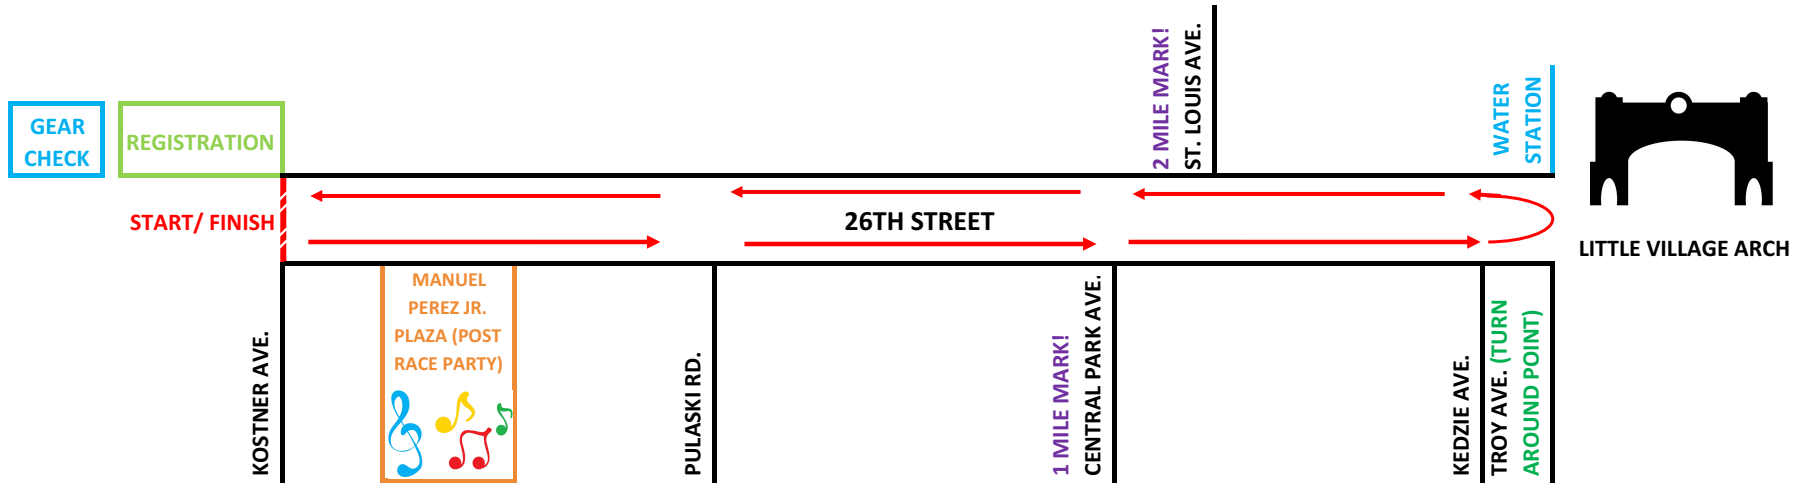 GEAR
CHECK
REGISTRATION
2 MILE MARK!
ST. LOUIS AVE.
WATER
STATION
START/ FINISH
26TH STREET
LITTLE VILLAGE ARCH
KOSTNER AVE.
MANUEL
PEREZ JR.
PLAZA (POST
RACE PARTY)
PULASKI RD.
1 MILE MARK!
CENTRAL PARK AVE.
KEDZIE AVE.
TROY AVE. (TURN
AROUND POINT)